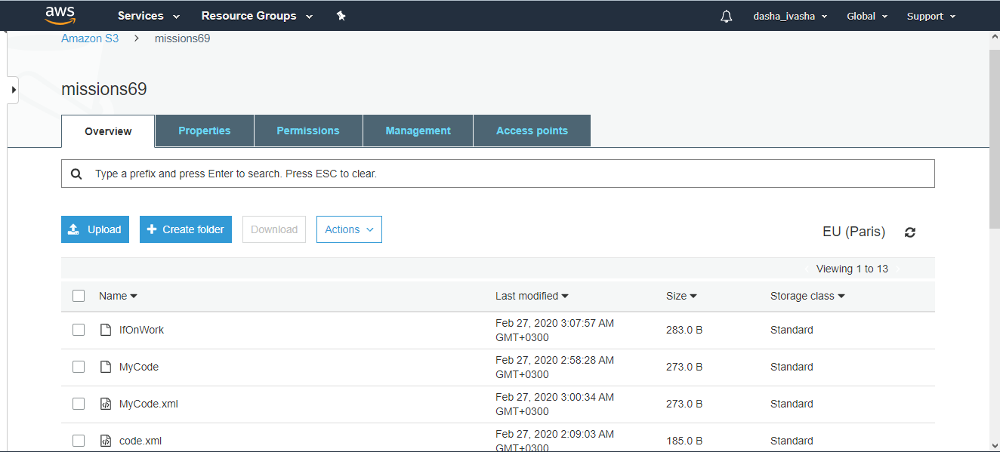 aws Services Resource Groups dasha_ivasha Global Support
Amazon S3 > missions69
missions69
Overview Properties Permissions Management Access points
Type a prefix and press Enter to search. Press ESC to clear.
Upload Create folder Download Actions EU (Paris)
Viewing 1 to 13
Name Last modified Size Storage class
IfOnWork Feb 27, 2020 3:07:57 AM GMT+0300 283.0 B Standard
MyCode Feb 27, 2020 2:58:28 AM GMT+0300 273.0 B Standard
MyCode.xml Feb 27, 2020 3:00:34 AM GMT+0300 273.0 B Standard
code.xml Feb 27, 2020 2:09:03 AM GMT+0300 185.0 B Standard